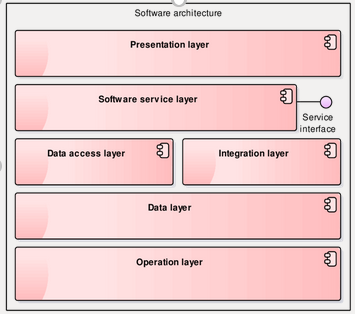 Software architecture
Presentation layer
Software service layer
Service
interface
Data access layer
Integration layer
Data layer
Operation layer